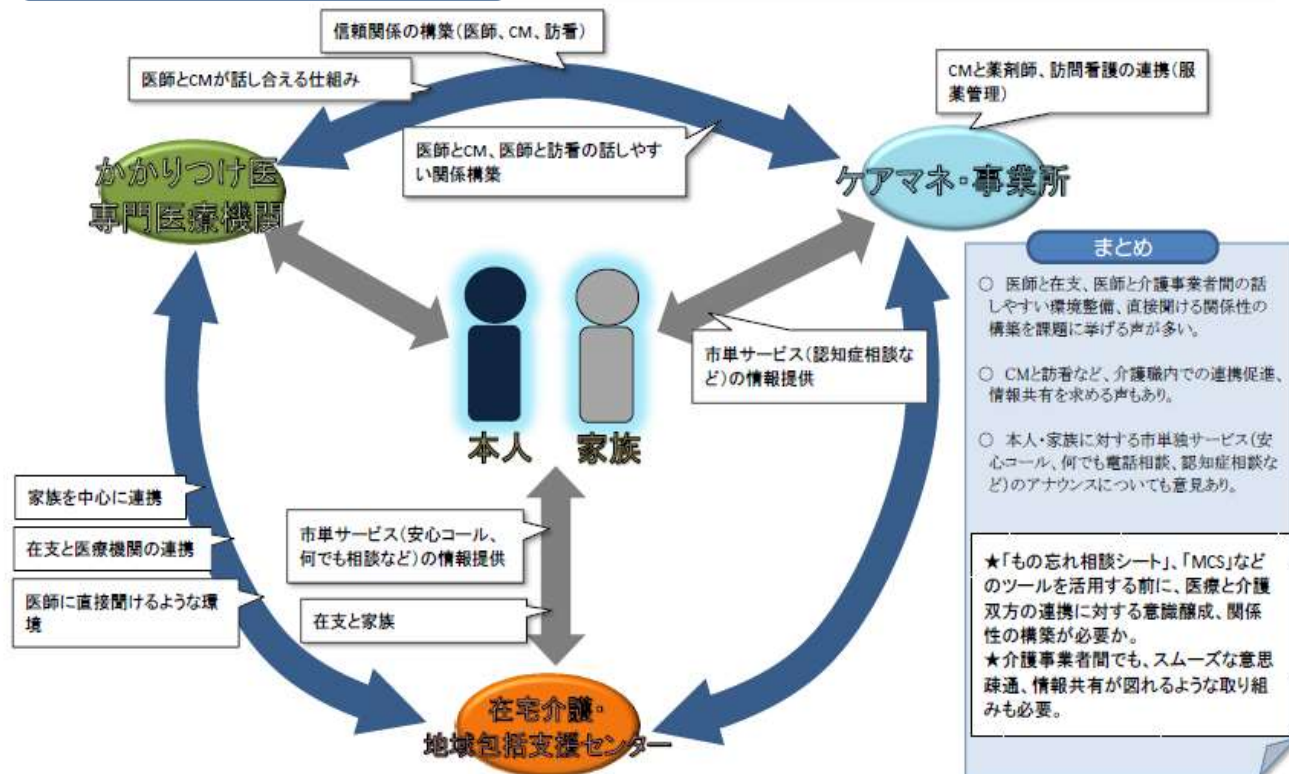 信頼関係の構築(医師、CM、訪看)
医師とCMが話し合える仕組み
CMと薬剤師、訪問看護の連携(服
薬管理)
医師とCM、医師と訪看の話しやす
い関係構築
かかりつけ医
専門医療機関
ケアマネ・事業所
本人
家族
市単サービス(認知症相談な
ど)の情報提供
家族を中心に連携
在支と医療機関の連携
医師に直接聞けるような環
境
市単サービス(安心コール、
何でも相談など)の情報提供
在支と家族
在宅介護・
地域包括支援センター
まとめ
○ 医師と在支、医師と介護事業者間の話
しやすい環境整備、直接聞ける関係性の
構築を課題に挙げる声が多い。
○ CMと訪看など、介護職内での連携促進、
情報共有を求める声もあり。
○ 本人・家族に対する市単独サービス(安
心コール、何でも電話相談、認知症相談な
ど)のアナウンスについても意見あり。
★「もの忘れ相談シート」、「MCS」など
のツールを活用する前に、医療と介護
双方の連携に対する意識醸成、関係
性の構築が必要か。
★介護事業者間でも、スムーズな意思
疎通、情報共有が図れるような取り組
みも必要。